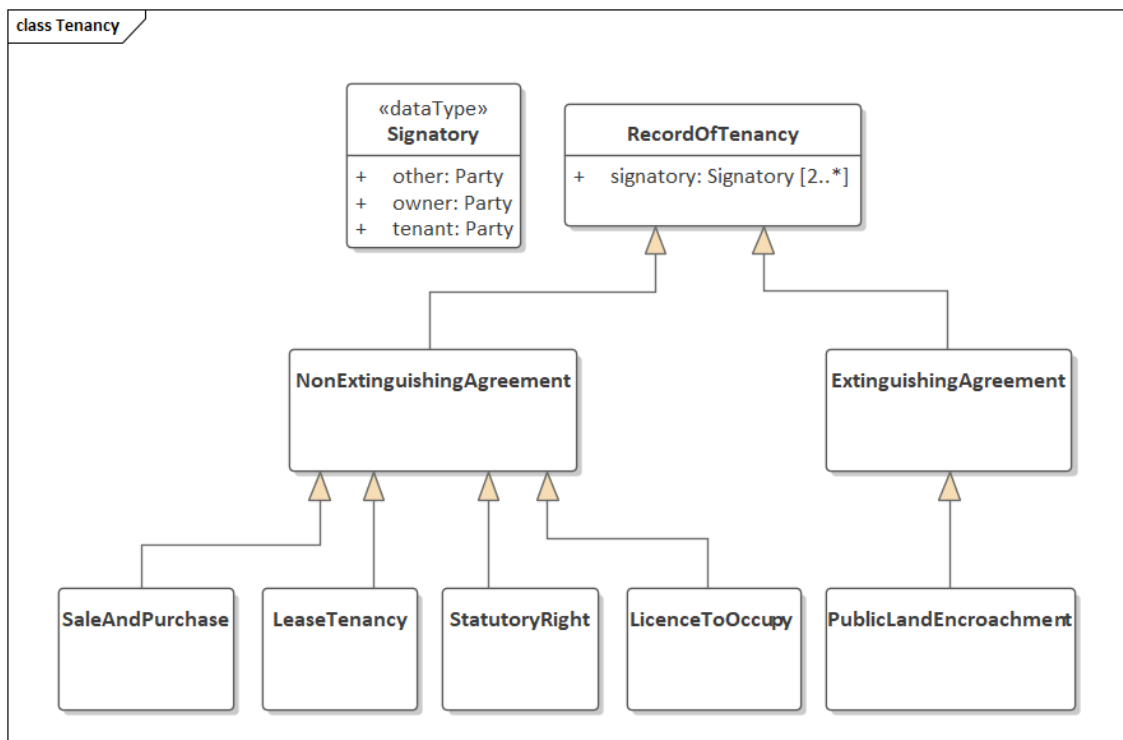 class Tenancy
«dataType»
Signatory
+ other: Party
+ owner: Party
+ tenant: Party
RecordOfTenancy
+ signatory: Signatory [2..*]
NonExtinguishingAgreement
ExtinguishingAgreement
SaleAndPurchase
LeaseTenancy
StatutoryRight
LicenceToOccupy
PublicLandEncroachment